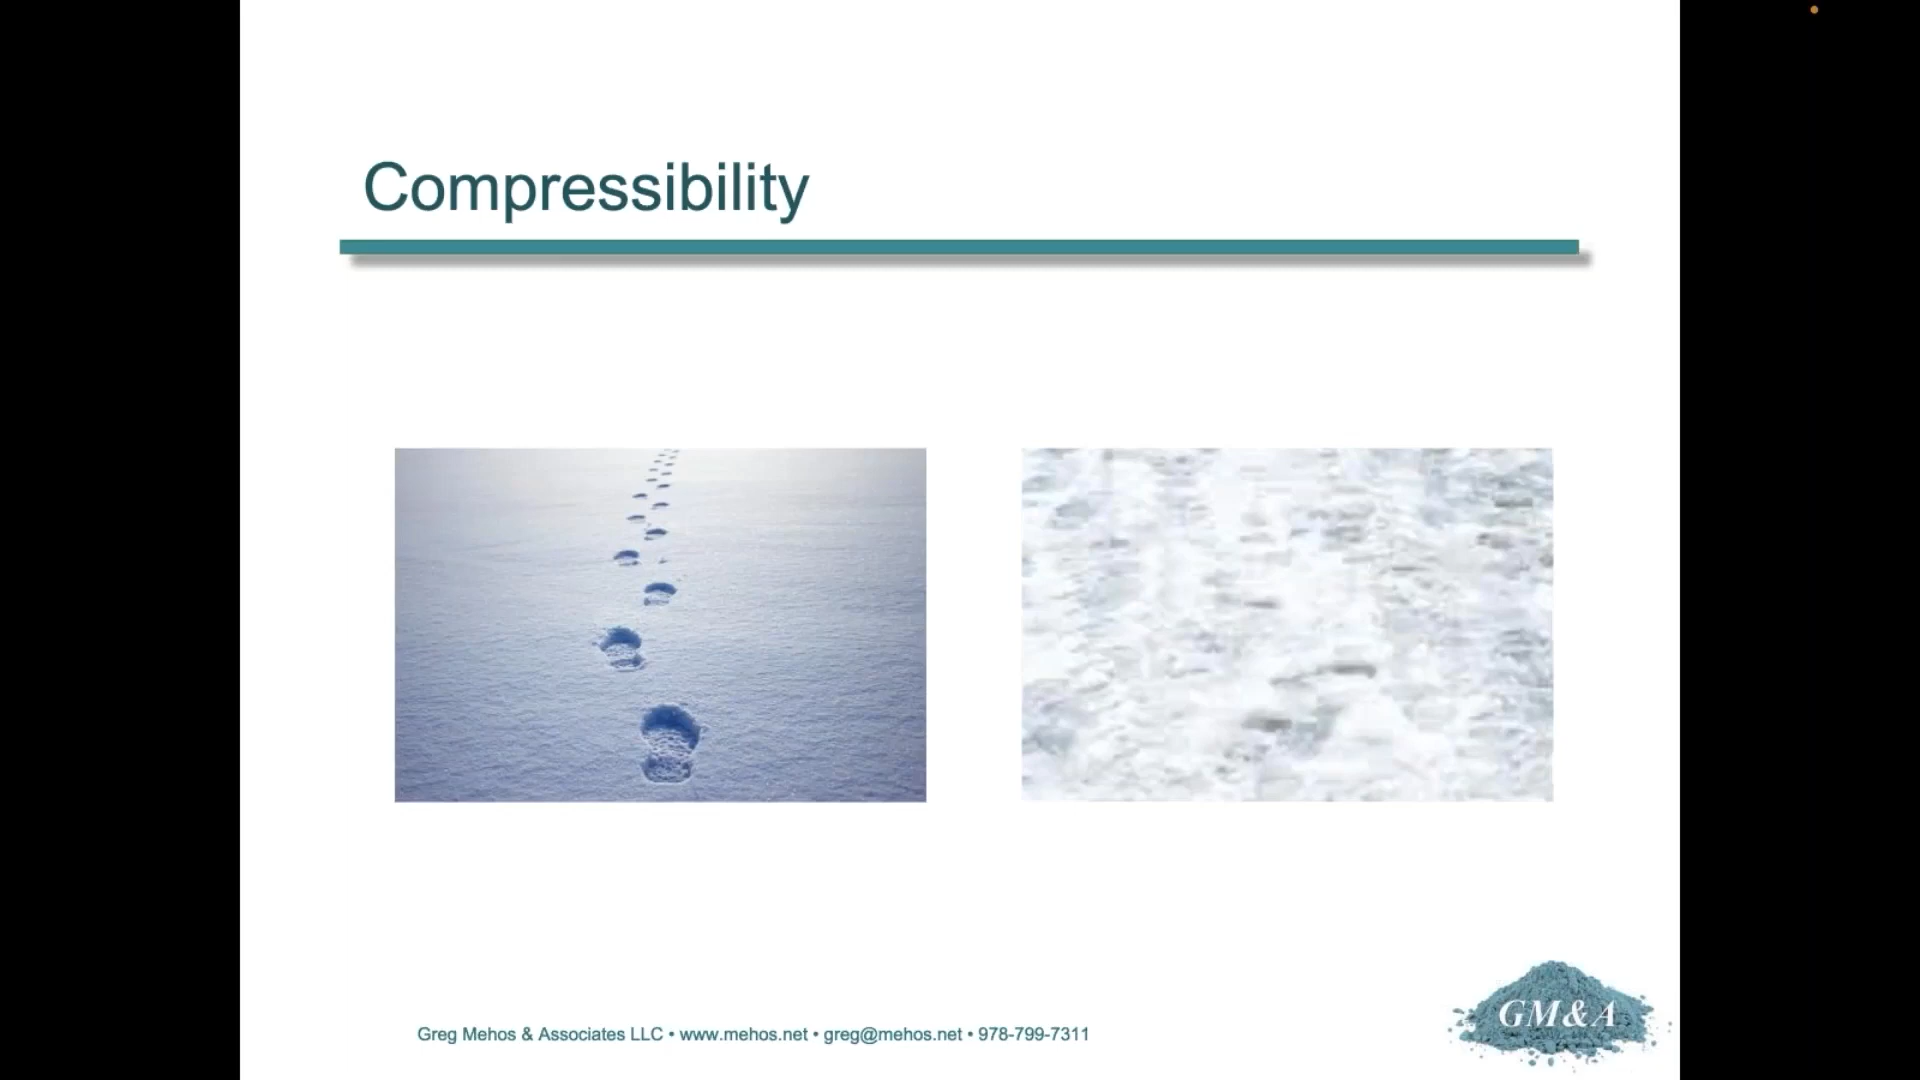 Compressibility
Greg Mehos & Associates LLC • www.mehos.net • greg@mehos.net • 978-799-7311
GM&A